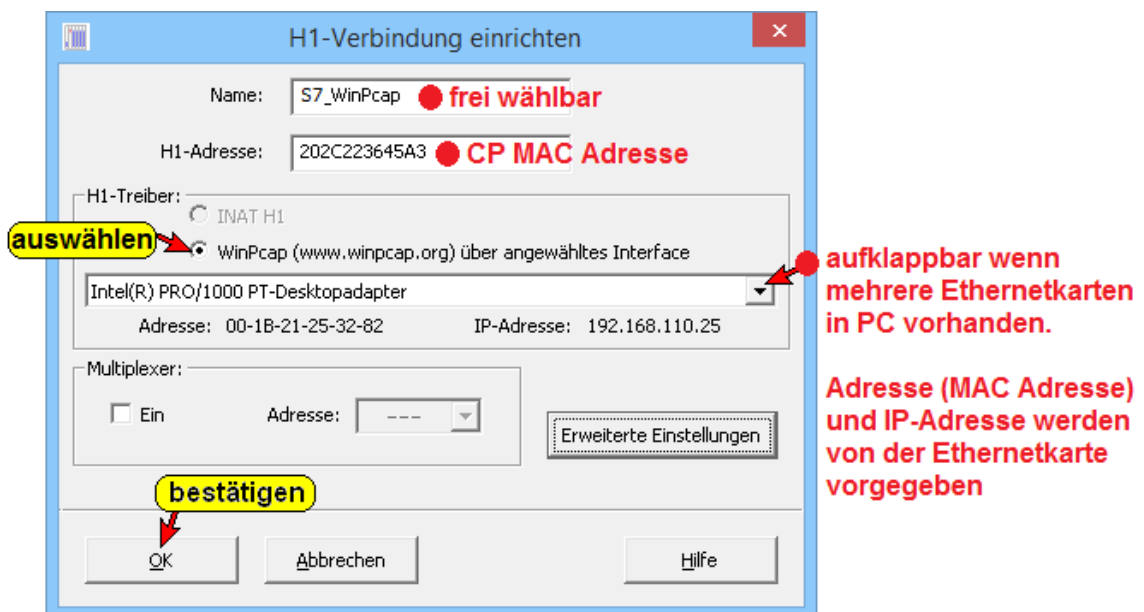 H1-Verbindung einrichten
Name: S7_WinPcap frei wählbar
H1-Adresse: 202C223645A3 CP MAC Adresse
H1-Treiber:
INAT H1
auswählen
WinPcap (www.winpcap.org) über angewähltes Interface
Intel(R) PRO/1000 PT-Desktopadapter
Adresse: 00-1B-21-25-32-82 IP-Adresse: 192.168.110.25
aufklappbar wenn
mehrere Ethernetkarten
in PC vorhanden.
Adresse (MAC Adresse)
und IP-Adresse werden
von der Ethernetkarte
vorgegeben
Multiplexer:
Ein Adresse: ---
Erweiterte Einstellungen
bestätigen
OK Abbrechen Hilfe